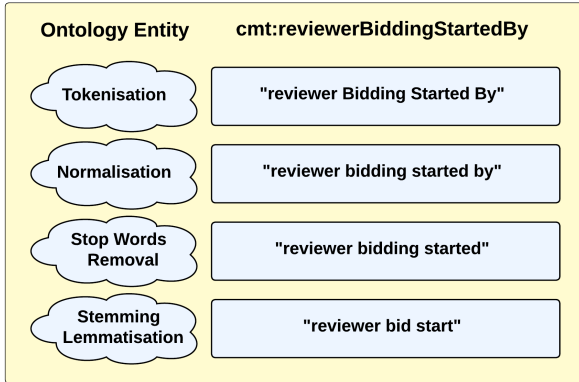 Ontology Entity cmt:reviewerBiddingStartedBy
Tokenisation "reviewer Bidding Started By"
Normalisation "reviewer bidding started by"
Stop Words
Removal
"reviewer bidding started"
Stemming
Lemmatisation
"reviewer bid start"